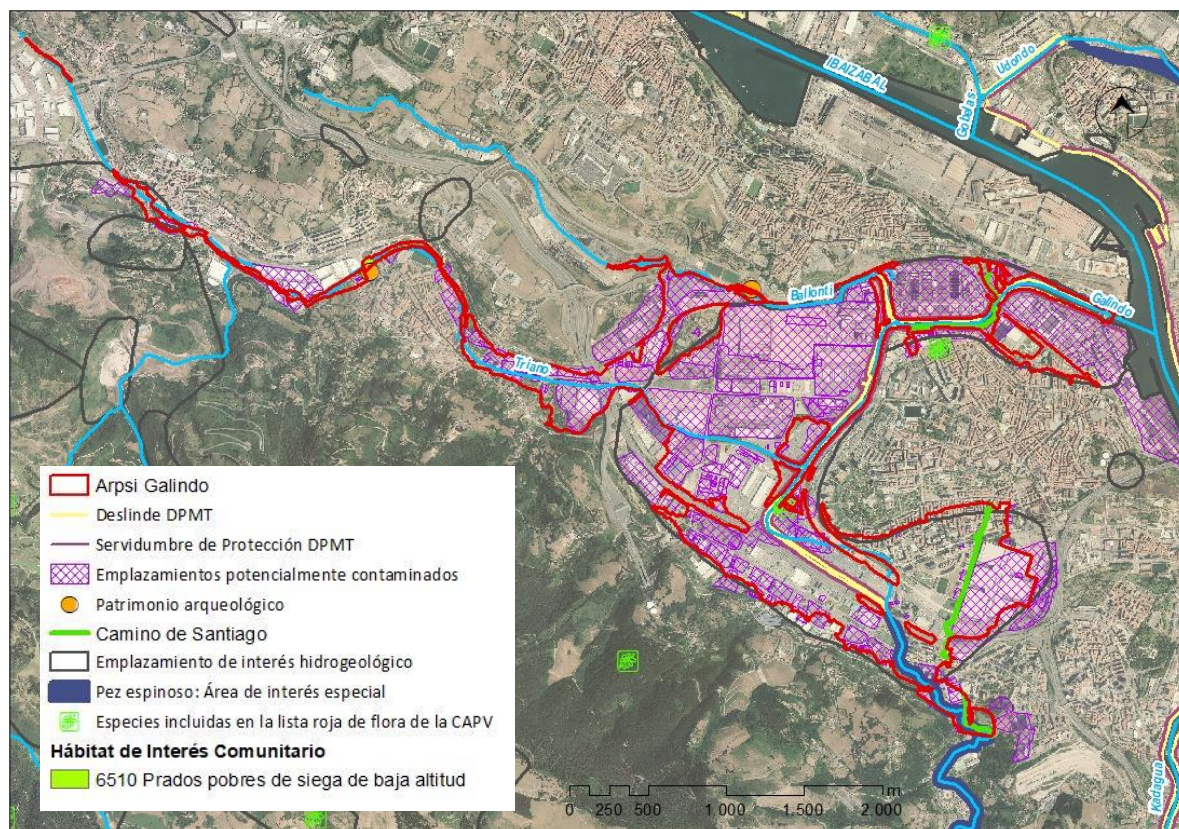 IBAIZABAL
Udondo
Gobelas
Ballonti
Galindo
Triano
Arpsi Galindo
Deslinde DPMT
Servidumbre de Protección DPMT
Emplazamientos potencialmente contaminados
Patrimonio arqueológico
Camino de Santiago
Emplazamiento de interés hidrogeológico
Pez espinoso: Área de interés especial
Especies incluidas en la lista roja de flora de la CAPV
Hábitat de Interés Comunitario
6510 Prados pobres de siega de baja altitud
0 250 500 1.000 1.500 2.000 m
Kadagua